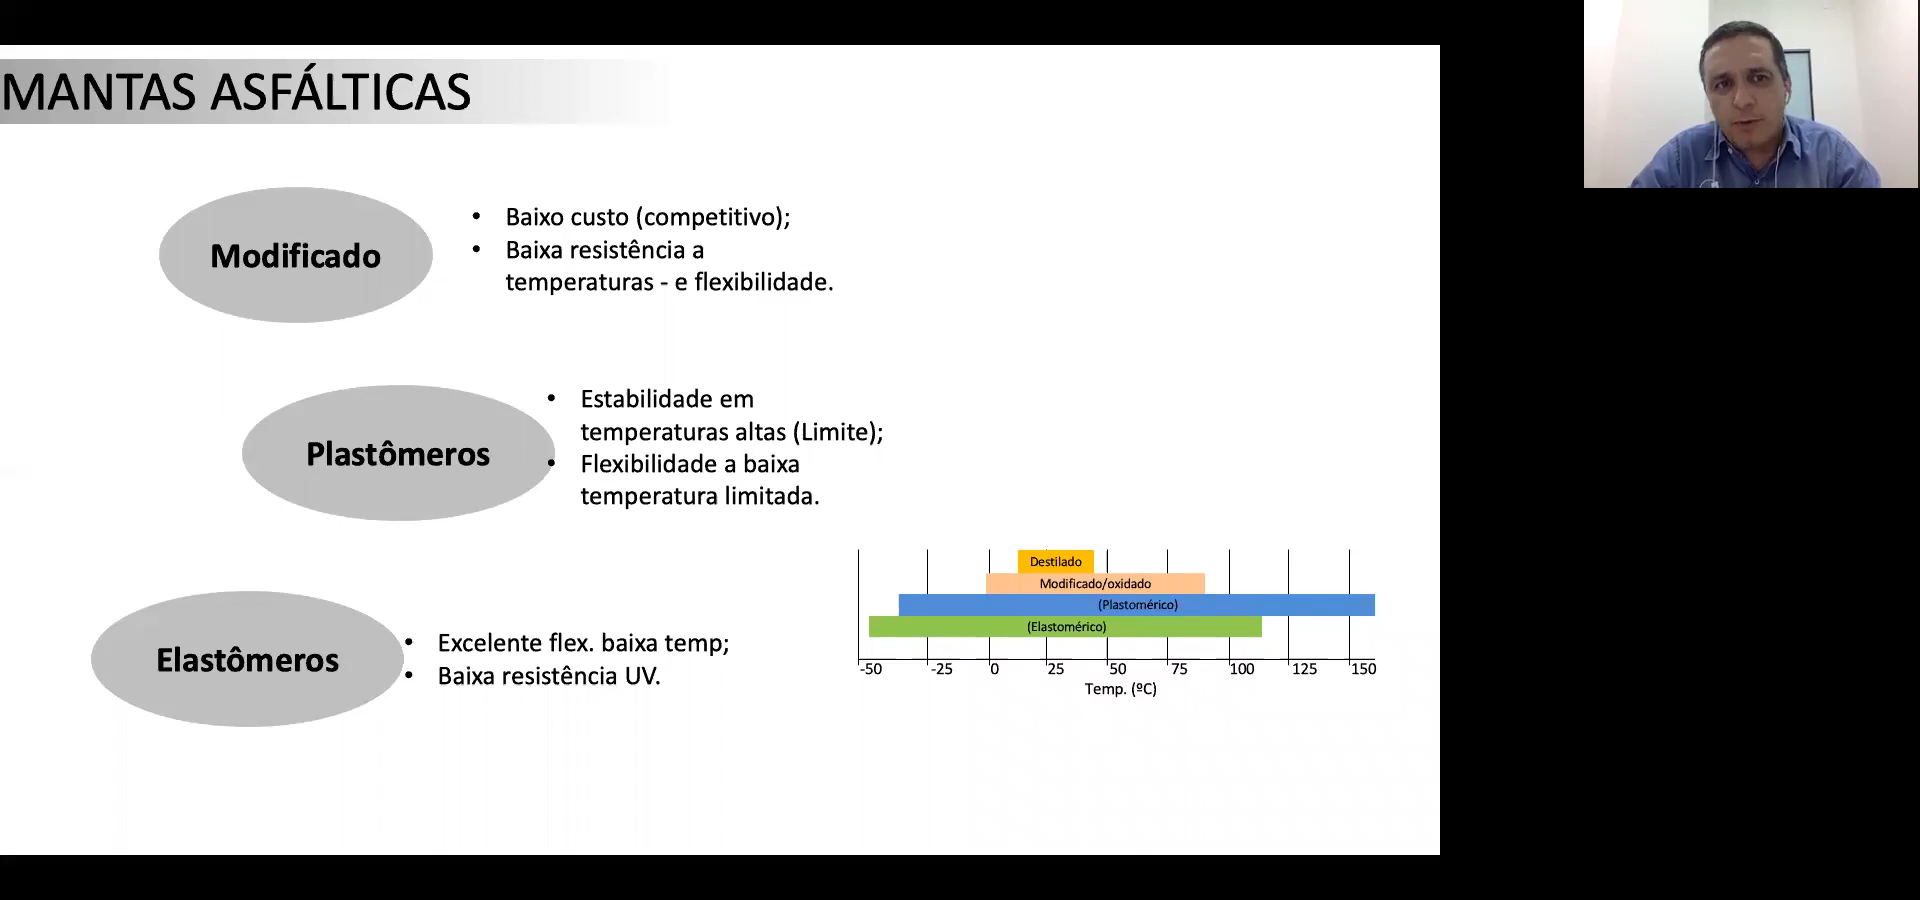 MANTAS ASFÁLTICAS
Modificado
• Baixo custo (competitivo);
• Baixa resistência a
temperaturas - e flexibilidade.
Plastômeros
• Estabilidade em
temperaturas altas (Limite);
• Flexibilidade a baixa
temperatura limitada.
Elastômeros
• Excelente flex. baixa temp;
• Baixa resistência UV.
Destilado
Modificado/oxidado
(Plastomérico)
(Elastomérico)
-50 -25 0 25 50 75 100 125 150
Temp. (ºC)